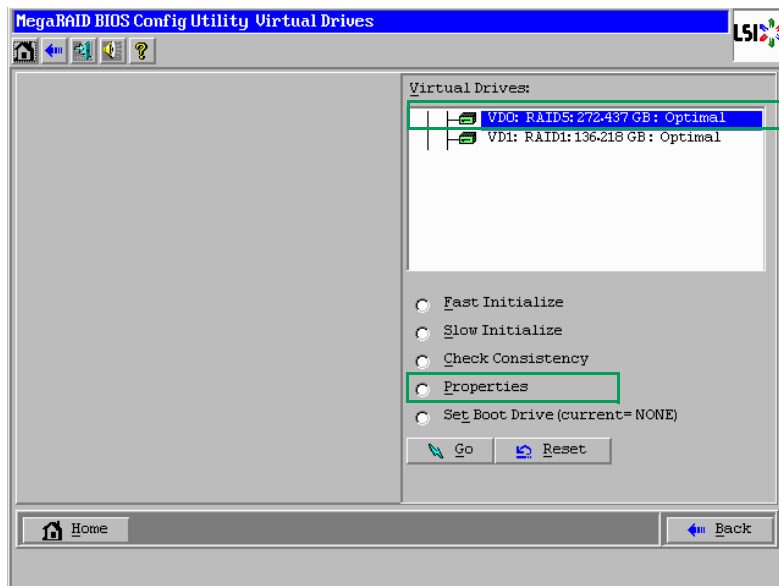 MegaRAID BIOS Config Utility Virtual Drives
LSI
Virtual Drives:
VD0: RAID5: 272.437 GB: Optimal
VD1: RAID1: 136.218 GB: Optimal
Fast Initialize
Slow Initialize
Check Consistency
Properties
Set Boot Drive (current= NONE)
Go
Reset
Home
Back